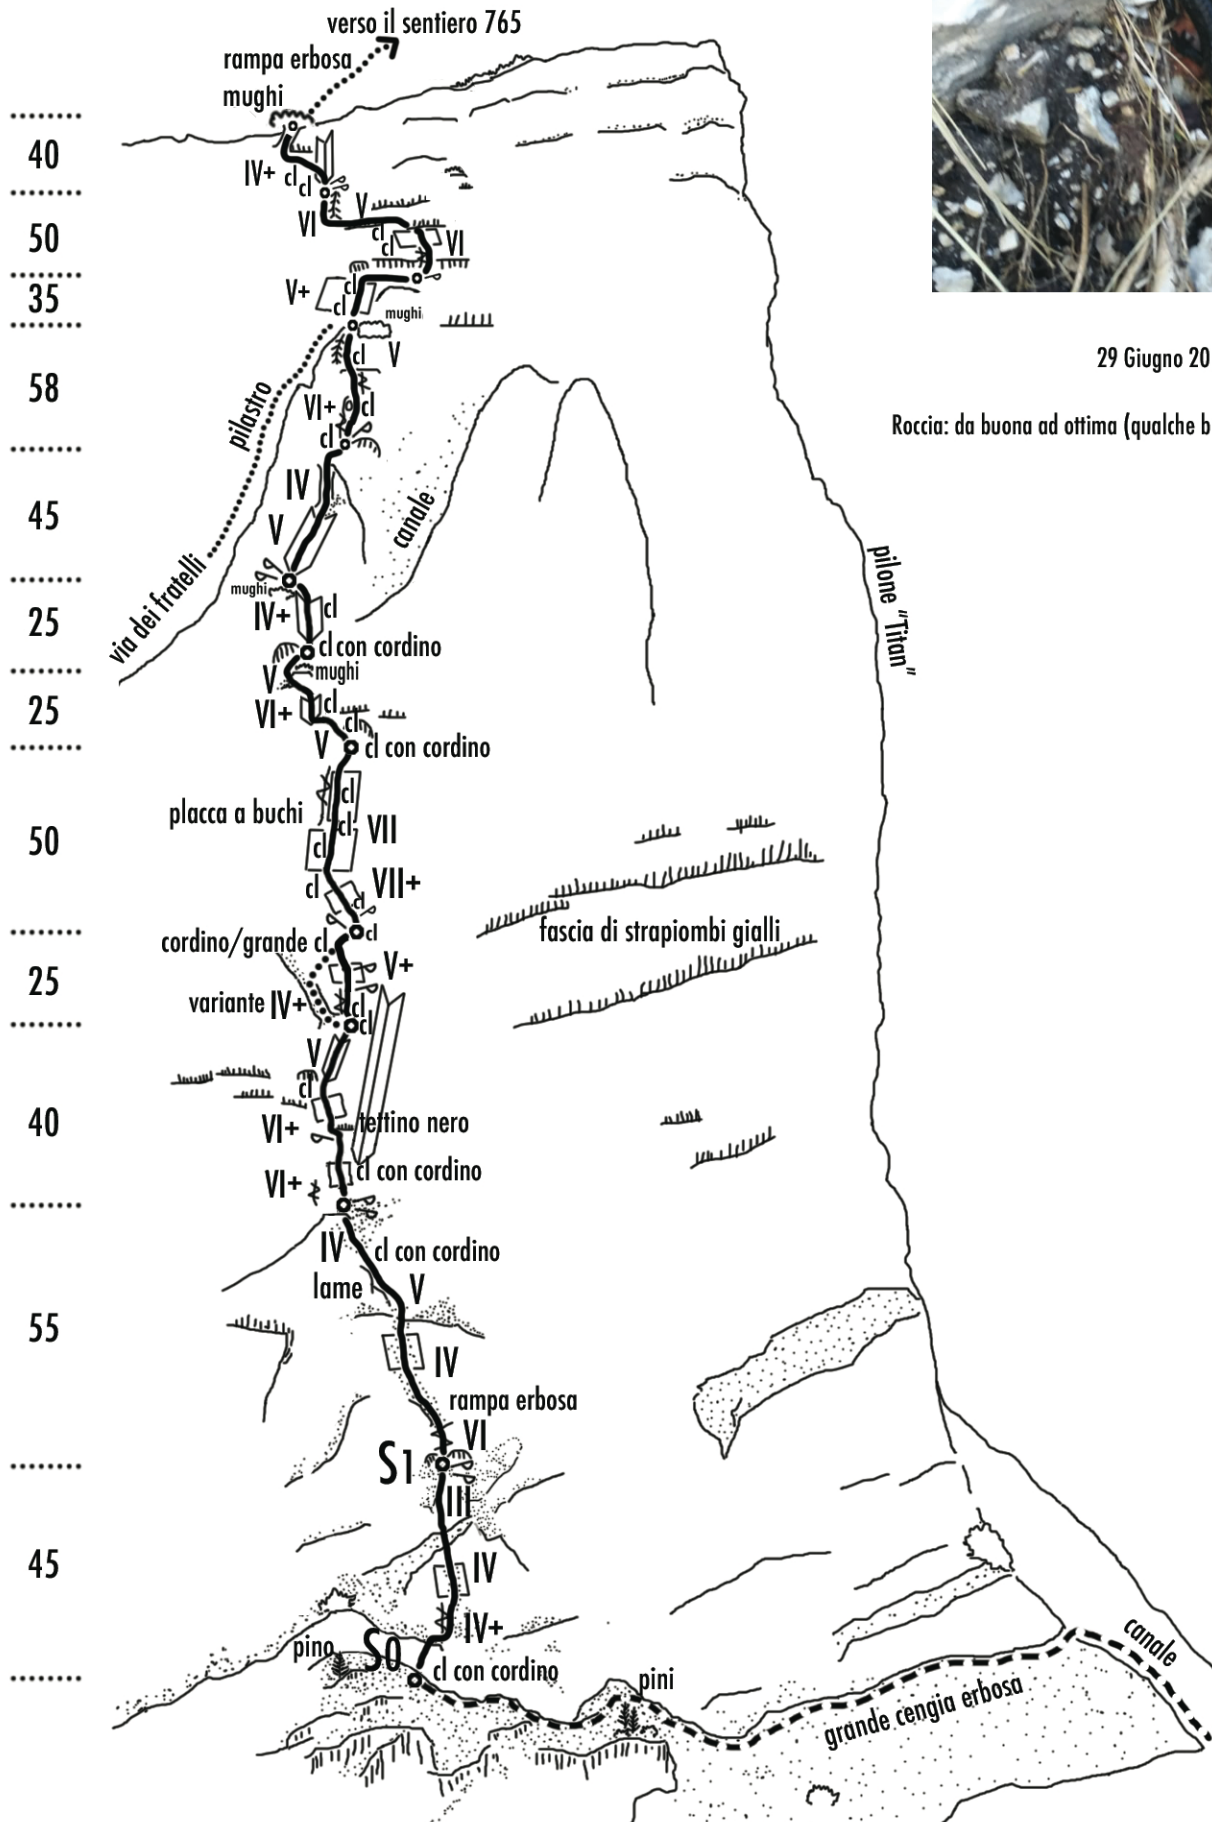 verso il sentiero 765
rampa erbosa
mughi
40
IV+
cl
cl
VI
V
50
cl
cl
VI
35
V+
cl
cl
mughi
58
cl
V
pilastro
VI+
cl
cl
29 Giugno 20
Roccia: da buona ad ottima (qualche b
IV
45
V
canale
via dei fratelli
mughi
pilone "Titan"
25
IV+
cl
cl con cordino
V
mughi
25
VI+
cl
cl
V
cl con cordino
placca a buchi
cl
cl
VII
50
cl
cl
VII+
cl
cl
cordino/grande cl
fascia di strapiombi gialli
25
V+
variante IV+
cl
cl
V
cl
40
VI+
tettino nero
VI+
cl con cordino
IV
cl con cordino
lame
V
55
IV
rampa erbosa
VI
S1
III
45
IV
IV+
pino
S0
cl con cordino
pini
grande cengia erbosa
canale